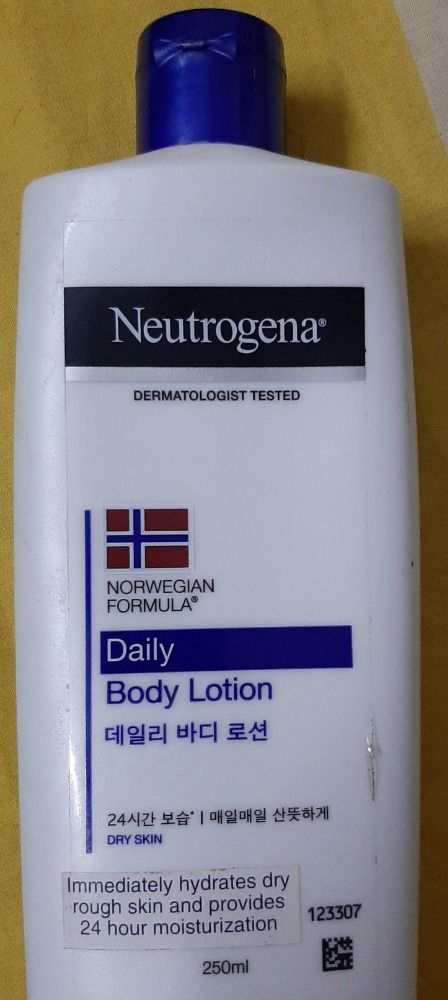 Neutrogena®
DERMATOLOGIST TESTED
NORWEGIAN
FORMULA®
Daily
Body Lotion
데일리 바디 로션
24시간 보습* | 매일매일 산뜻하게
DRY SKIN
Immediately hydrates dry
rough skin and provides
24 hour moisturization
123307
250ml